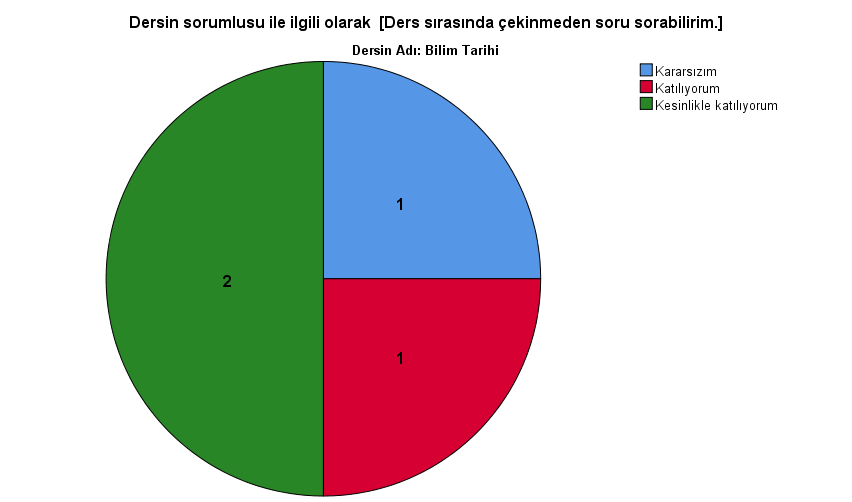 Dersin sorumlusu ile ilgili olarak [Ders sırasında çekinmeden soru sorabilirim.]
Dersin Adı: Bilim Tarihi
Kararsızım
Katılıyorum
Kesinlikle katılıyorum
1
2
1